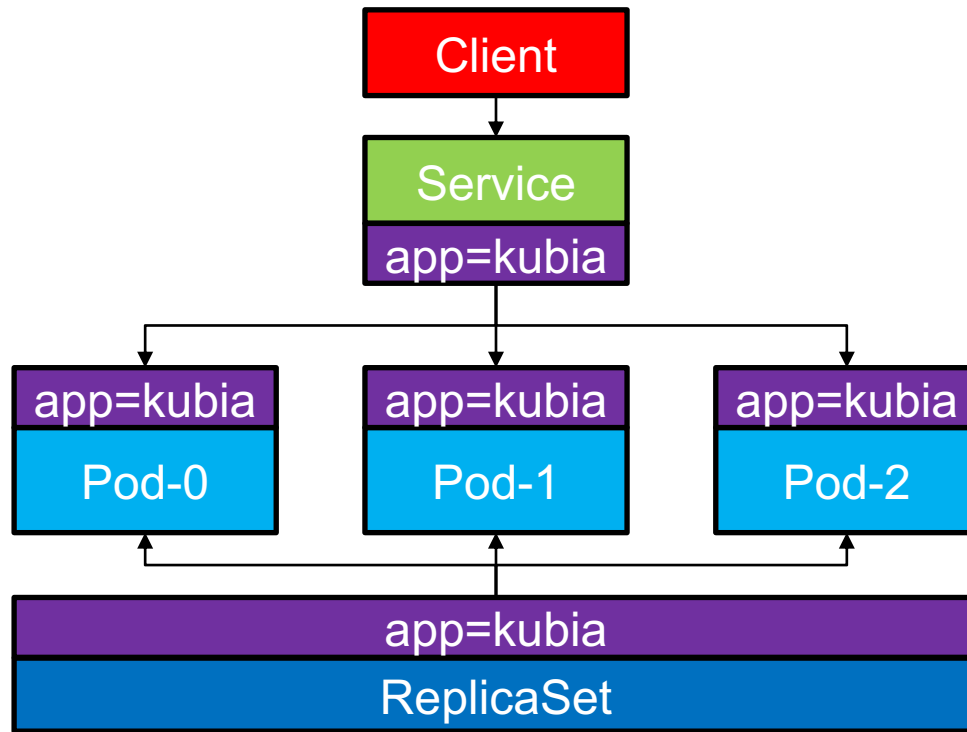 Client
Service
app=kubia
app=kubia
app=kubia
app=kubia
Pod-0
Pod-1
Pod-2
app=kubia
ReplicaSet